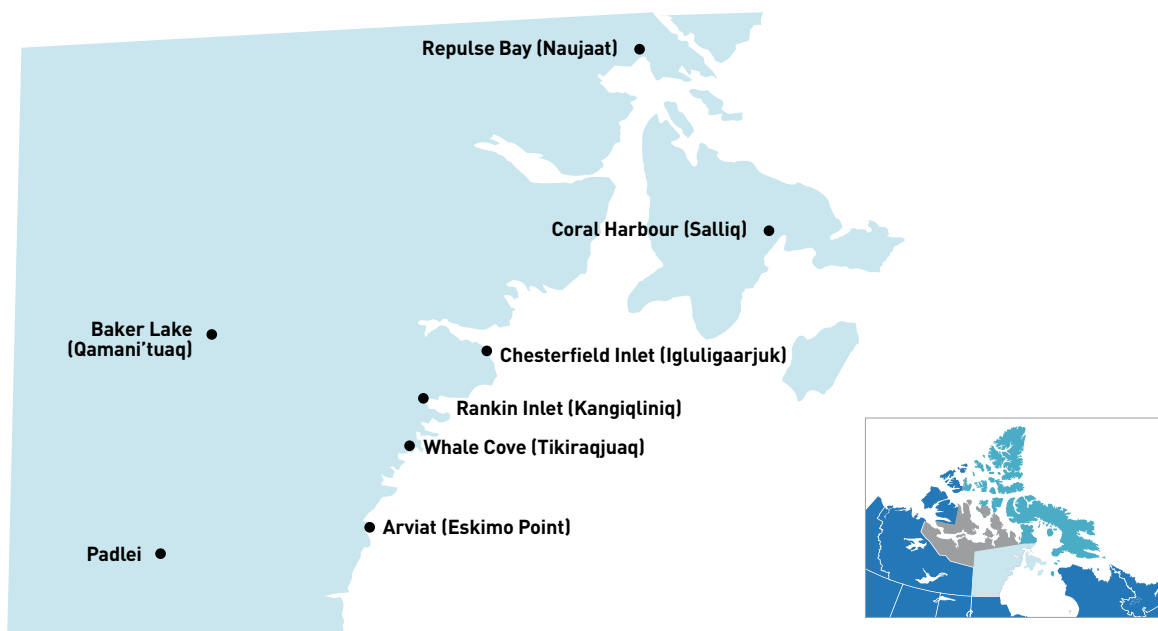 Repulse Bay (Naujaat)
Coral Harbour (Salliq)
Baker Lake
(Qamani'tuaq)
Chesterfield Inlet (Igluligaarjuk)
Rankin Inlet (Kangiqliniq)
Whale Cove (Tikiraqjuaq)
Arviat (Eskimo Point)
Padlei